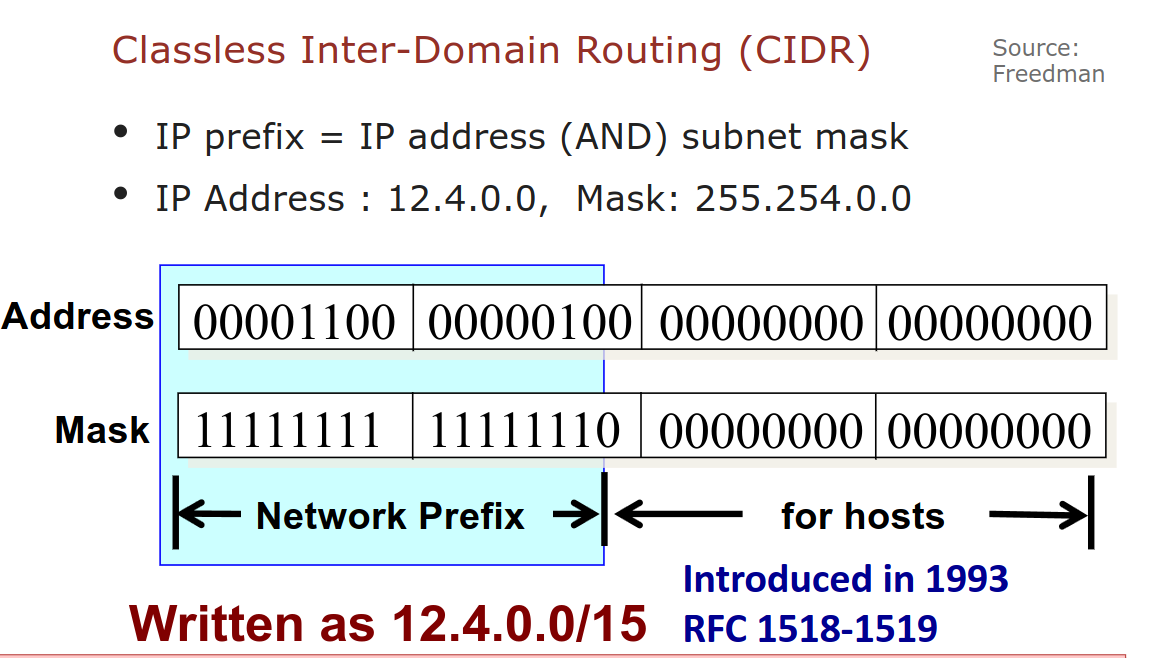 Classless Inter-Domain Routing (CIDR)
Source:
Freedman
• IP prefix = IP address (AND) subnet mask
• IP Address : 12.4.0.0, Mask: 255.254.0.0
Address 00001100 00000100 00000000 00000000
Mask 11111111 11111110 00000000 00000000
Network Prefix for hosts
Introduced in 1993
Written as 12.4.0.0/15 RFC 1518-1519